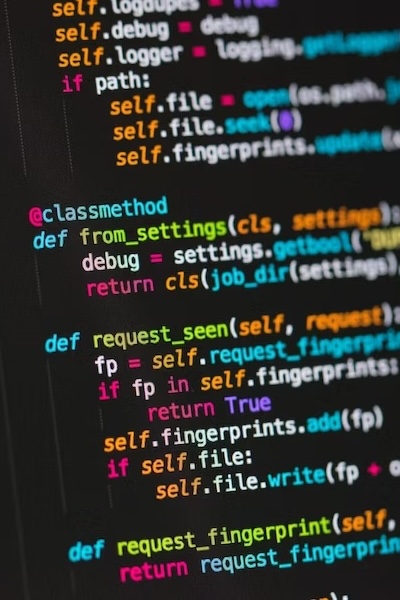 self.logdupes = True
self.debug = debug
self.logger = logging.getLogger
if path:
self.file = open(os.path.j
self.file.seek(0)
self.fingerprints.update(
@classmethod
def from_settings(cls, settings):
debug = settings.getbool("DUP
return cls(job_dir(settings),
def request_seen(self, request):
fp = self.request_fingerprin
if fp in self.fingerprints:
return True
self.fingerprints.add(fp)
if self.file:
self.file.write(fp + o
def request_fingerprint(self,
return request_fingerprin